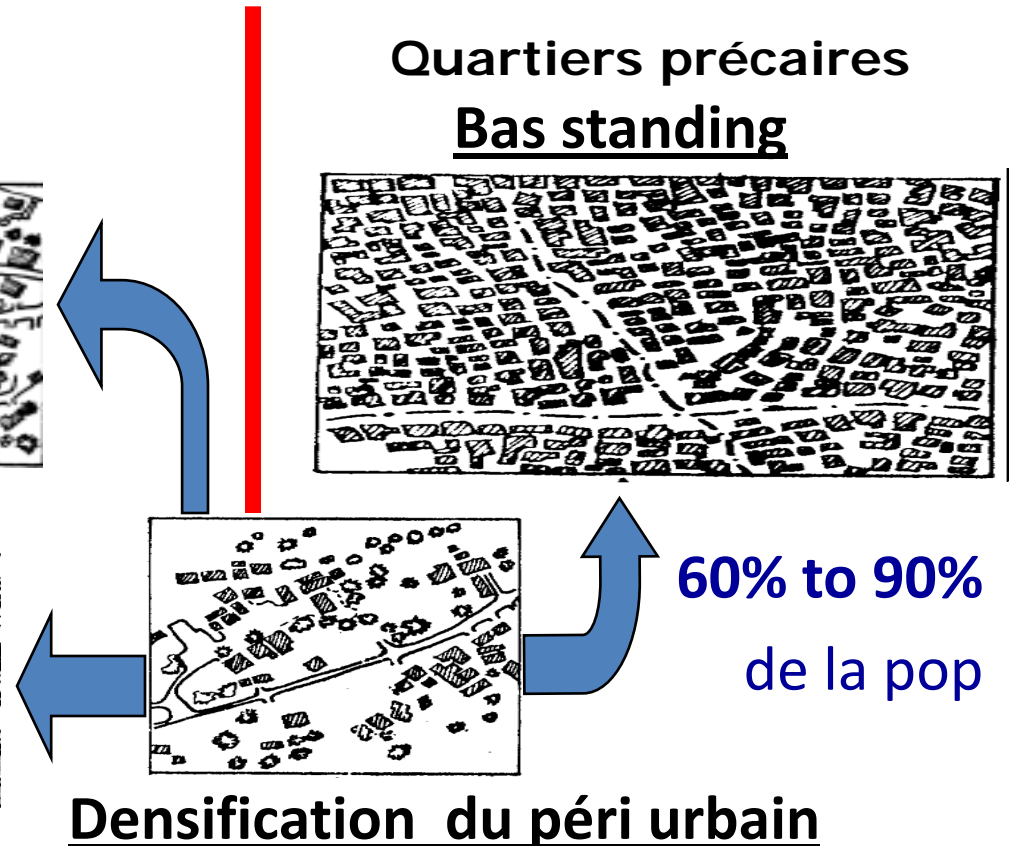 Quartiers précaires
Bas standing
60% to 90%
de la pop
Densification du péri urbain